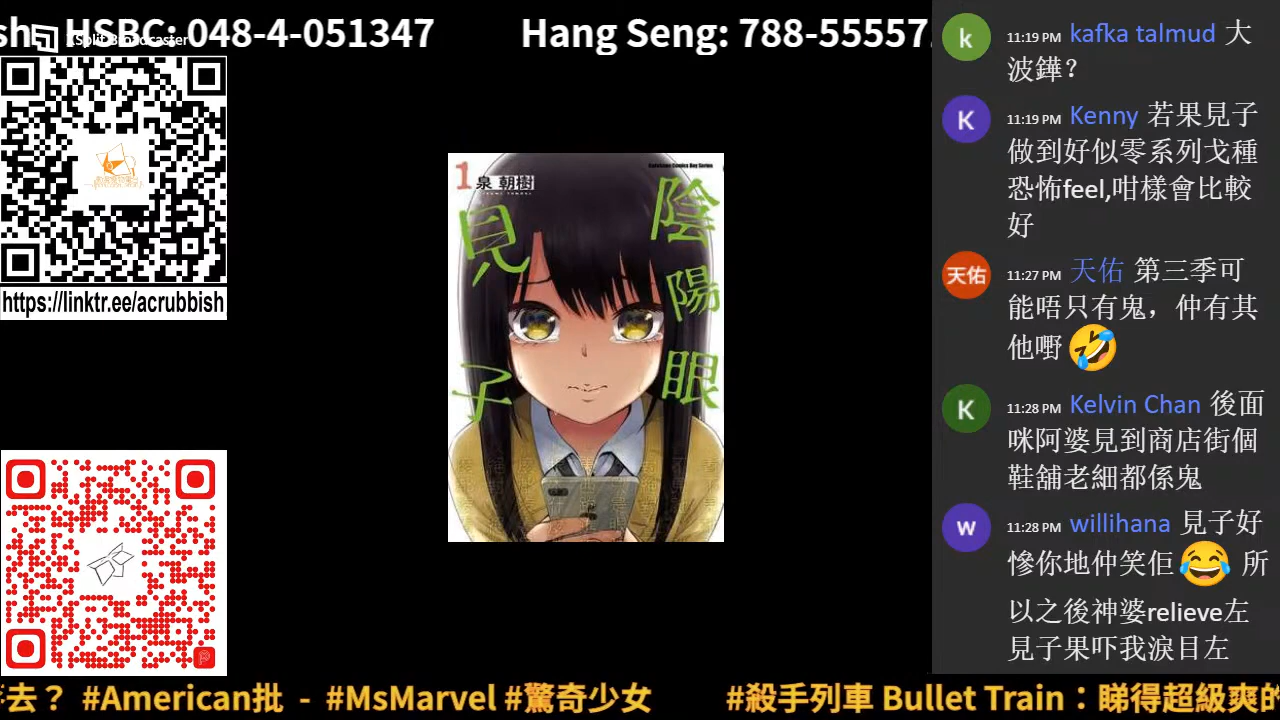 sh HSBC: 048-4-051347 Hang Seng: 788-55557
XSplit Broadcaster
https://linktr.ee/acrubbish
1 泉 朝樹
見子
陰陽眼
k 11:19 PM kafka talmud 大
波鏵？
K 11:19 PM Kenny 若果見子
做到好似零系列戈種
恐怖feel,咁樣會比較
好
天佑 11:27 PM 天佑 第三季可
能唔只有鬼，仲有其
他嘢🤣
K 11:28 PM Kelvin Chan 後面
咪阿婆見到商店街個
鞋舖老細都係鬼
w 11:28 PM willihana 見子好
慘你地仲笑佢😂 所
以之後神婆relieve左
見子果吓我淚目左
去？ #American批 - #MsMarvel #驚奇少女 #殺手列車 Bullet Train：睇得超級爽的